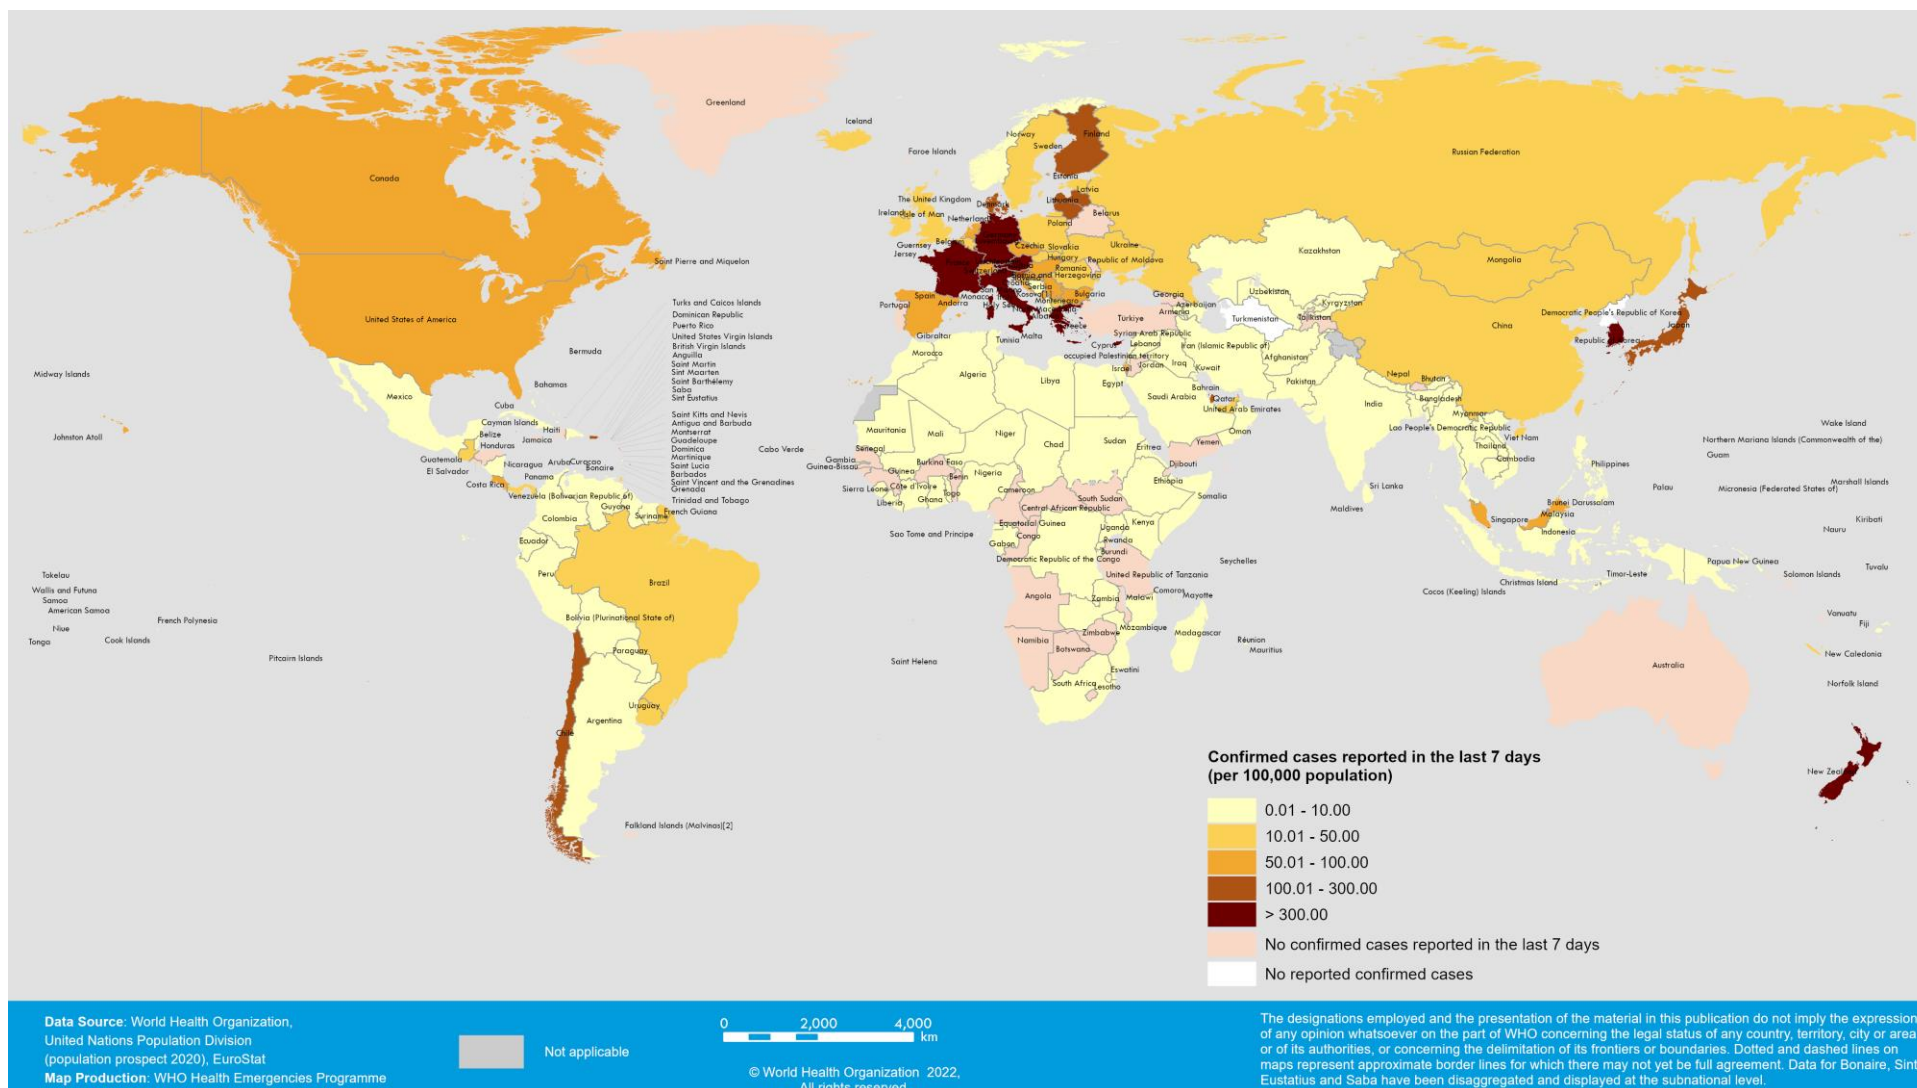 Greenland
Iceland
Norway
Finland
Sweden
Faroe Islands
Russian Federation
Canada
Estonia
Latvia
The United Kingdom
Denmark
Lithuania
Ireland
Isle of Man
Netherlands
Belarus
Poland
Guernsey
Belgium
Czechia
Slovakia
Ukraine
Jersey
Hungary
Kazakhstan
Mongolia
Saint Pierre and Miquelon
Republic of Moldova
Romania
Bosnia and Herzegovina
Serbia
Spain
Monaco
Kosovo[1]
Bulgaria
Georgia
Uzbekistan
Kyrgyzstan
Turks and Caicos Islands
Portugal
Andorra
Montenegro
Azerbaijan
Dominican Republic
Armenia
Democratic People's Republic of Korea
United States of America
Puerto Rico
Türkiye
Turkmenistan
Tajikistan
China
Japan
United States Virgin Islands
Gibraltar
Tunisia
Malta
Greece
Syrian Arab Republic
Bermuda
British Virgin Islands
Morocco
Cyprus
Lebanon
Iran (Islamic Republic of)
Anguilla
occupied Palestinian territory
Afghanistan
Saint Martin
Israel
Jordan
Iraq
Kuwait
Midway Islands
Sint Maarten
Algeria
Libya
Egypt
Pakistan
Nepal
Bhutan
Bahamas
Saint Barthélemy
Bahrain
Mexico
Saba
Saudi Arabia
Qatar
India
Bangladesh
Sint Eustatius
United Arab Emirates
Cuba
Myanmar
Saint Kitts and Nevis
Cayman Islands
Antigua and Barbuda
Wake Island
Johnston Atoll
Belize
Haiti
Montserrat
Mauritania
Mali
Niger
Chad
Sudan
Oman
Lao People's Democratic Republic
Viet Nam
Honduras
Jamaica
Guadeloupe
Cabo Verde
Senegal
Eritrea
Yemen
Thailand
Northern Mariana Islands (Commonwealth of the)
Guatemala
Dominica
Gambia
Burkina Faso
Djibouti
Cambodia
Philippines
Guam
Nicaragua
Aruba
Curaçao
Martinique
Guinea-Bissau
Guinea
Benin
Nigeria
El Salvador
Bonaire
Saint Lucia
Panama
Barbados
Ethiopia
Costa Rica
Saint Vincent and the Grenadines
Sierra Leone
Côte d'Ivoire
Togo
Cameroon
South Sudan
Somalia
Sri Lanka
Palau
Micronesia (Federated States of)
Marshall Islands
Venezuela (Bolivarian Republic of)
Grenada
Liberia
Ghana
Central African Republic
Maldives
Brunei Darussalam
Trinidad and Tobago
Guyana
Suriname
French Guiana
Malaysia
Colombia
Equatorial Guinea
Uganda
Kenya
Singapore
Indonesia
Kiribati
Nauru
Ecuador
Sao Tome and Principe
Gabon
Congo
Rwanda
Burundi
Democratic Republic of the Congo
Seychelles
Papua New Guinea
Tokelau
Peru
Brazil
United Republic of Tanzania
Christmas Island
Timor-Leste
Solomon Islands
Tuvalu
Wallis and Futuna
Angola
Zambia
Malawi
Comoros
Mayotte
Cocos (Keeling) Islands
Samoa
American Samoa
French Polynesia
Bolivia (Plurinational State of)
Vanuatu
Niue
Mozambique
Fiji
Tonga
Cook Islands
Namibia
Zimbabwe
Madagascar
Réunion
Mauritius
Pitcairn Islands
Paraguay
Saint Helena
Botswana
Eswatini
New Caledonia
Australia
South Africa
Lesotho
Norfolk Island
Uruguay
Argentina
Chile
Falkland Islands (Malvinas)[2]
Confirmed cases reported in the last 7 days
(per 100,000 population)
0.01 - 10.00
10.01 - 50.00
50.01 - 100.00
100.01 - 300.00
> 300.00
No confirmed cases reported in the last 7 days
No reported confirmed cases
Data Source: World Health Organization,
United Nations Population Division
(population prospect 2020), EuroStat
Map Production: WHO Health Emergencies Programme
Not applicable
0 2,000 4,000
km
© World Health Organization 2022,
All rights reserved
The designations employed and the presentation of the material in this publication do not imply the expression
of any opinion whatsoever on the part of WHO concerning the legal status of any country, territory, city or area
or of its authorities, or concerning the delimitation of its frontiers or boundaries. Dotted and dashed lines on
maps represent approximate border lines for which there may not yet be full agreement. Data for Bonaire, Sint
Eustatius and Saba have been disaggregated and displayed at the subnational level.